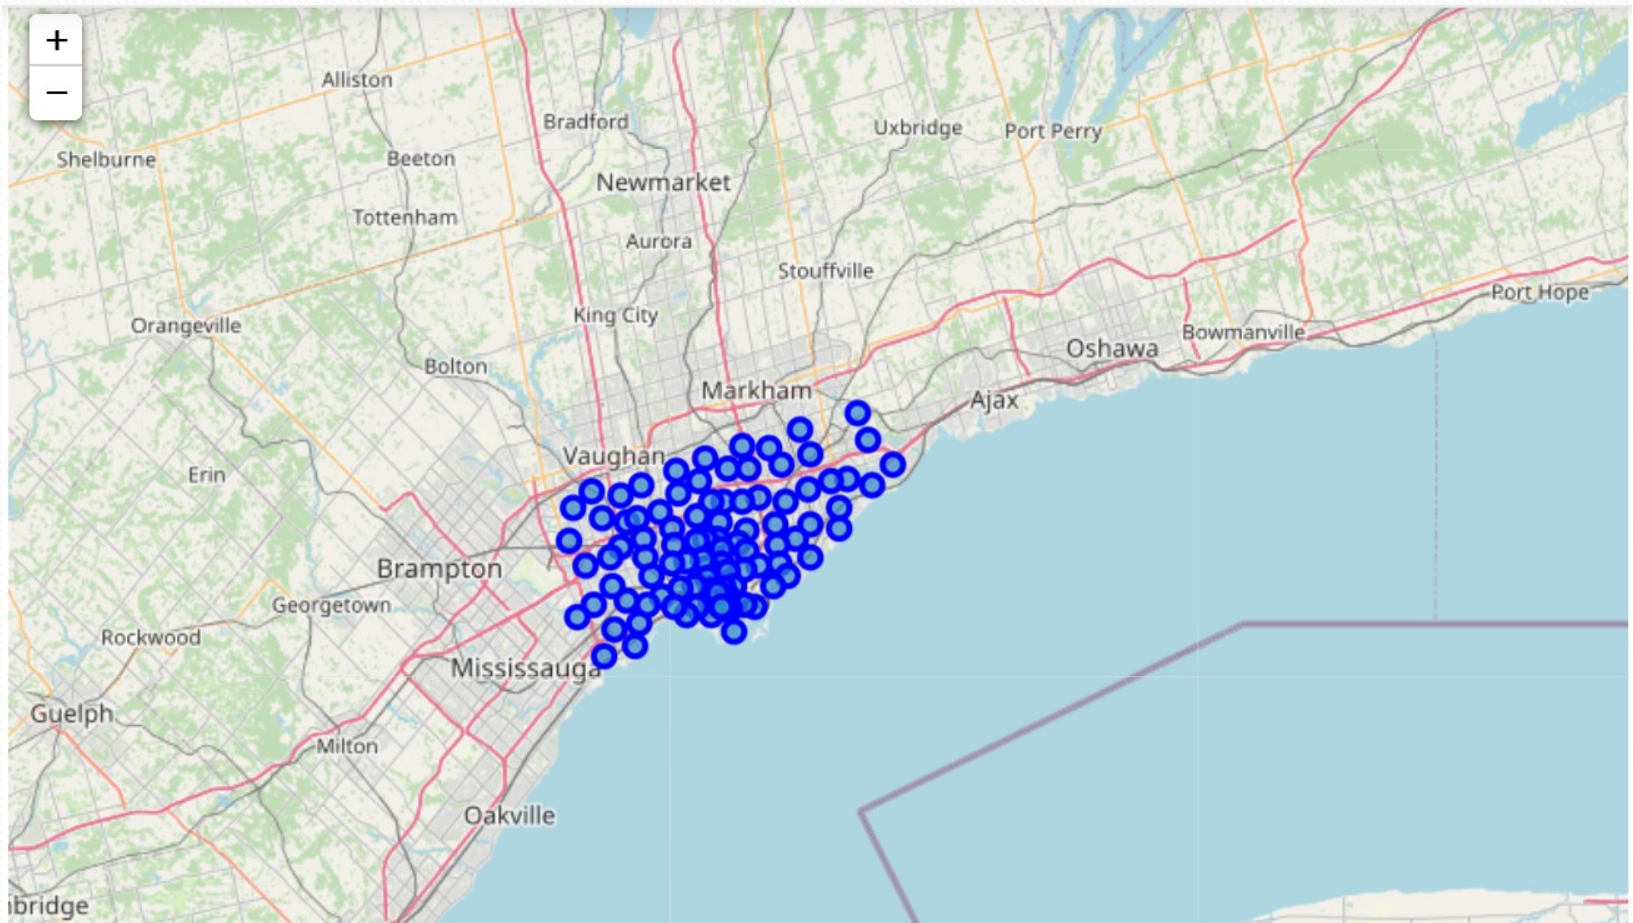 +
−
Alliston
Bradford
Uxbridge
Port Perry
Shelburne
Beeton
Newmarket
Tottenham
Aurora
Stouffville
Port Hope
King City
Orangeville
Bowmanville
Oshawa
Bolton
Markham
Ajax
Vaughan
Erin
Brampton
Georgetown
Rockwood
Mississauga
Guelph
Milton
Oakville
nbridge